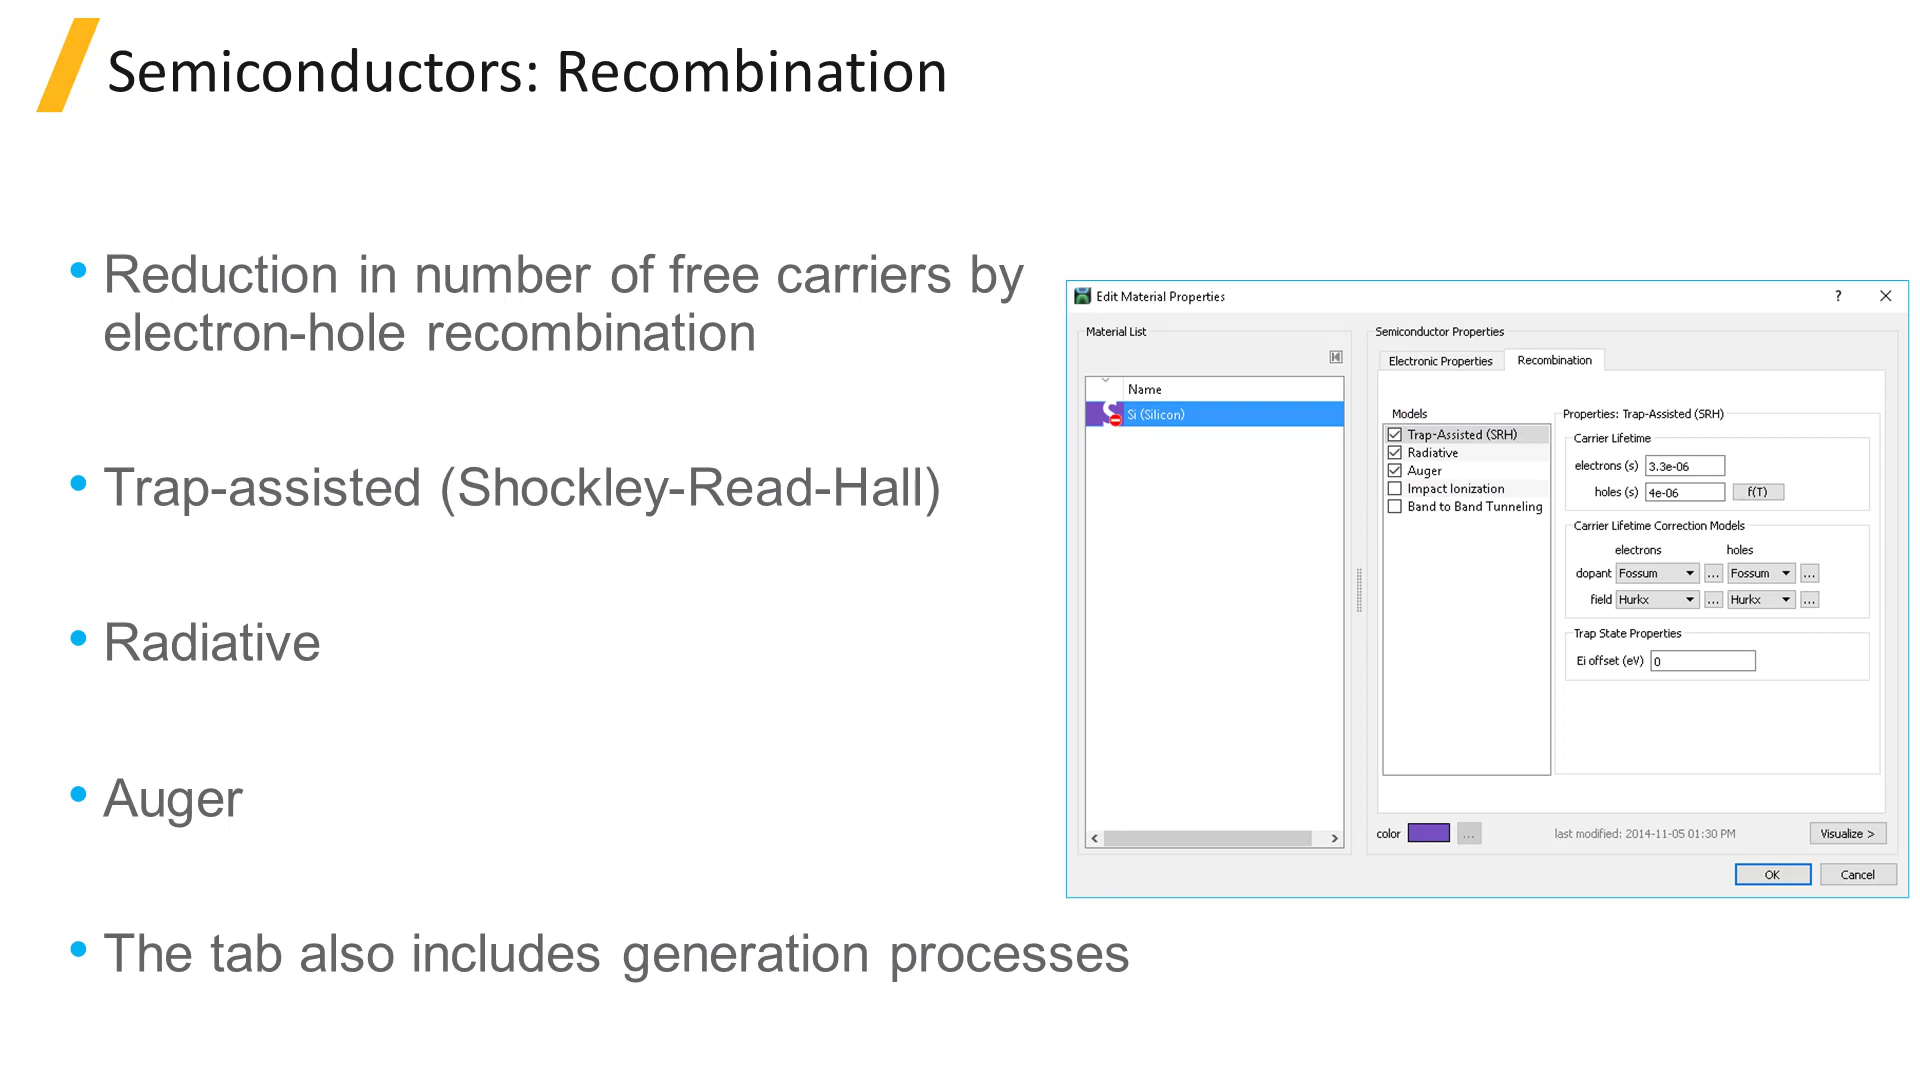 Semiconductors: Recombination
• Reduction in number of free carriers by
electron-hole recombination
• Trap-assisted (Shockley-Read-Hall)
• Radiative
• Auger
• The tab also includes generation processes
Edit Material Properties
? ×
Material List
Name
Si (Silicon)
Semiconductor Properties
Electronic Properties Recombination
Models
Trap-Assisted (SRH)
Radiative
Auger
Impact Ionization
Band to Band Tunneling
Properties: Trap-Assisted (SRH)
Carrier Lifetime
electrons (s) 3.3e-06
holes (s) 4e-06 f(T)
Carrier Lifetime Correction Models
electrons holes
dopant Fossum ... Fossum ...
field Hurkx ... Hurkx ...
Trap State Properties
Ei offset (eV) 0
color ... last modified: 2014-11-05 01:30 PM Visualize >
OK Cancel